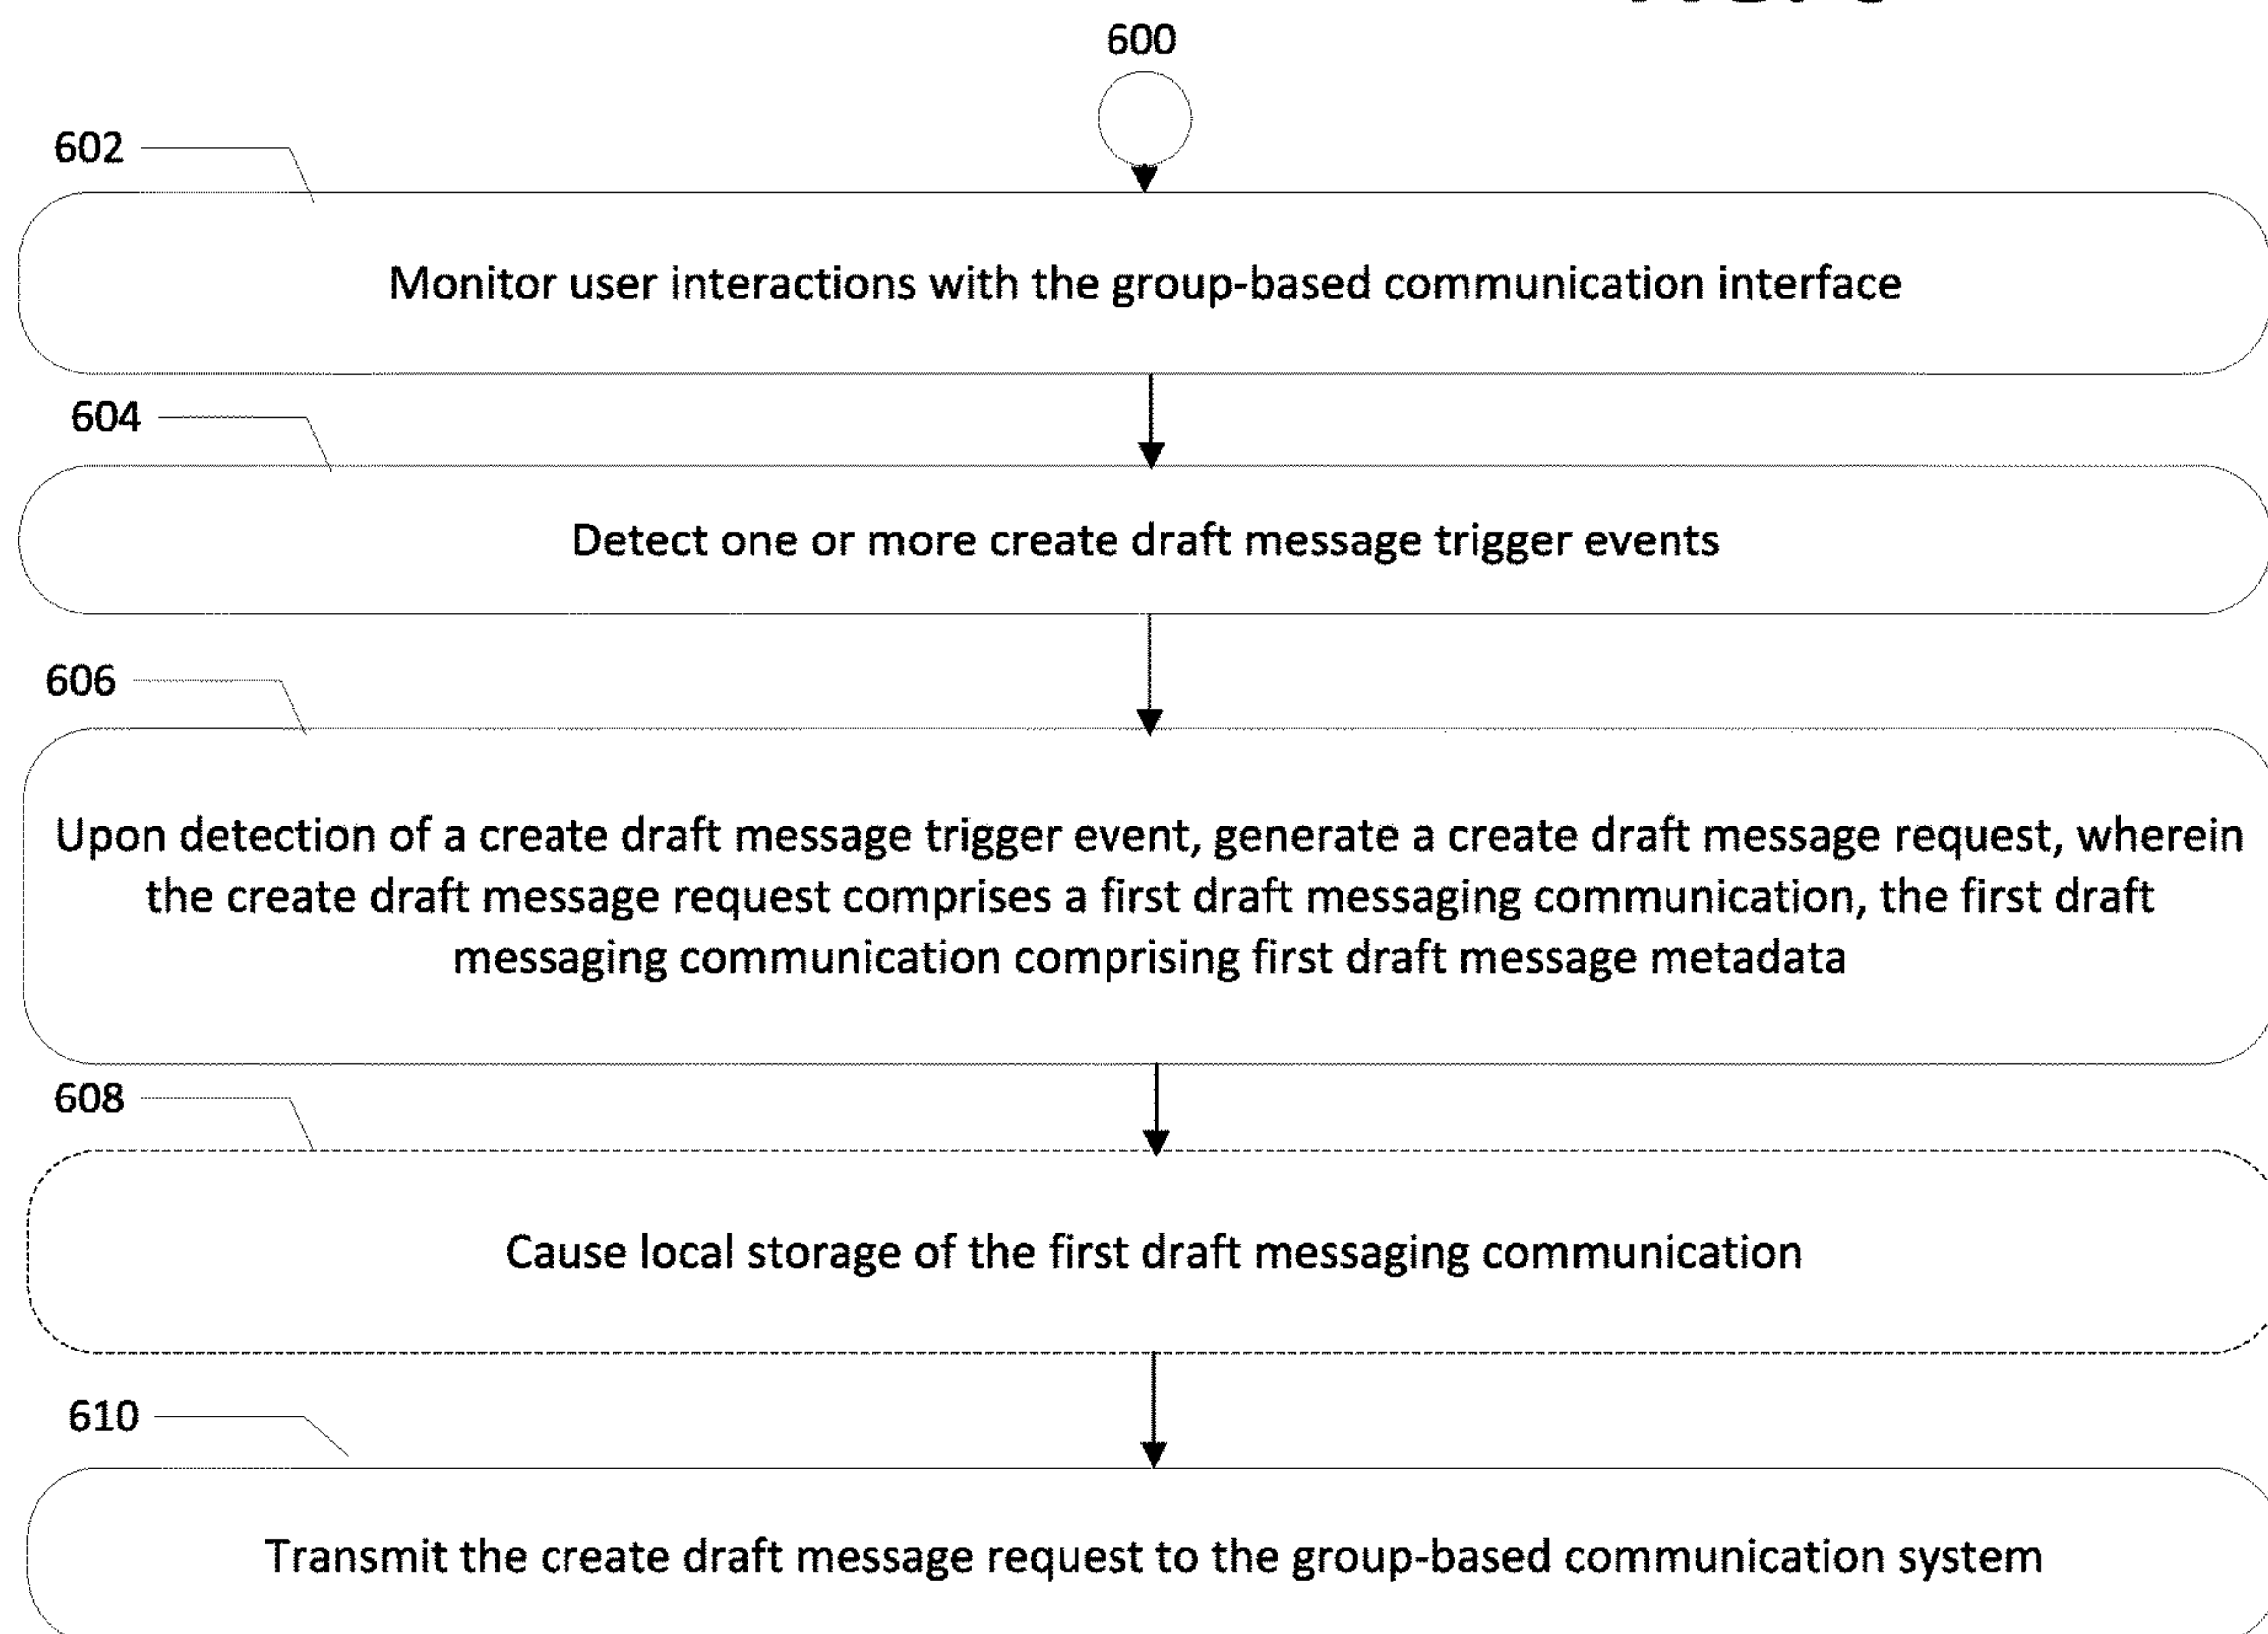 600
602
Monitor user interactions with the group-based communication interface
604
Detect one or more create draft message trigger events
606
Upon detection of a create draft message trigger event, generate a create draft message request, wherein
the create draft message request comprises a first draft messaging communication, the first draft
messaging communication comprising first draft message metadata
608
Cause local storage of the first draft messaging communication
610
Transmit the create draft message request to the group-based communication system